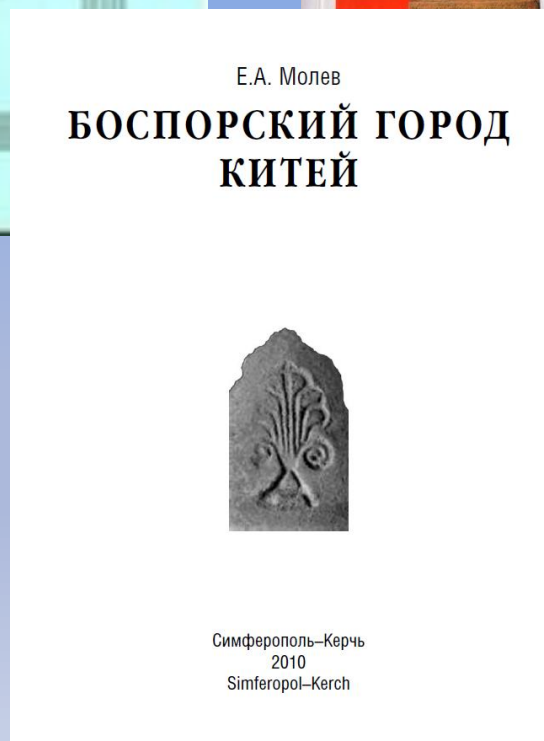 Е.А. Молев
БОСПОРСКИЙ ГОРОД
КИТЕЙ
Симферополь–Керчь
2010
Simferopol–Kerch